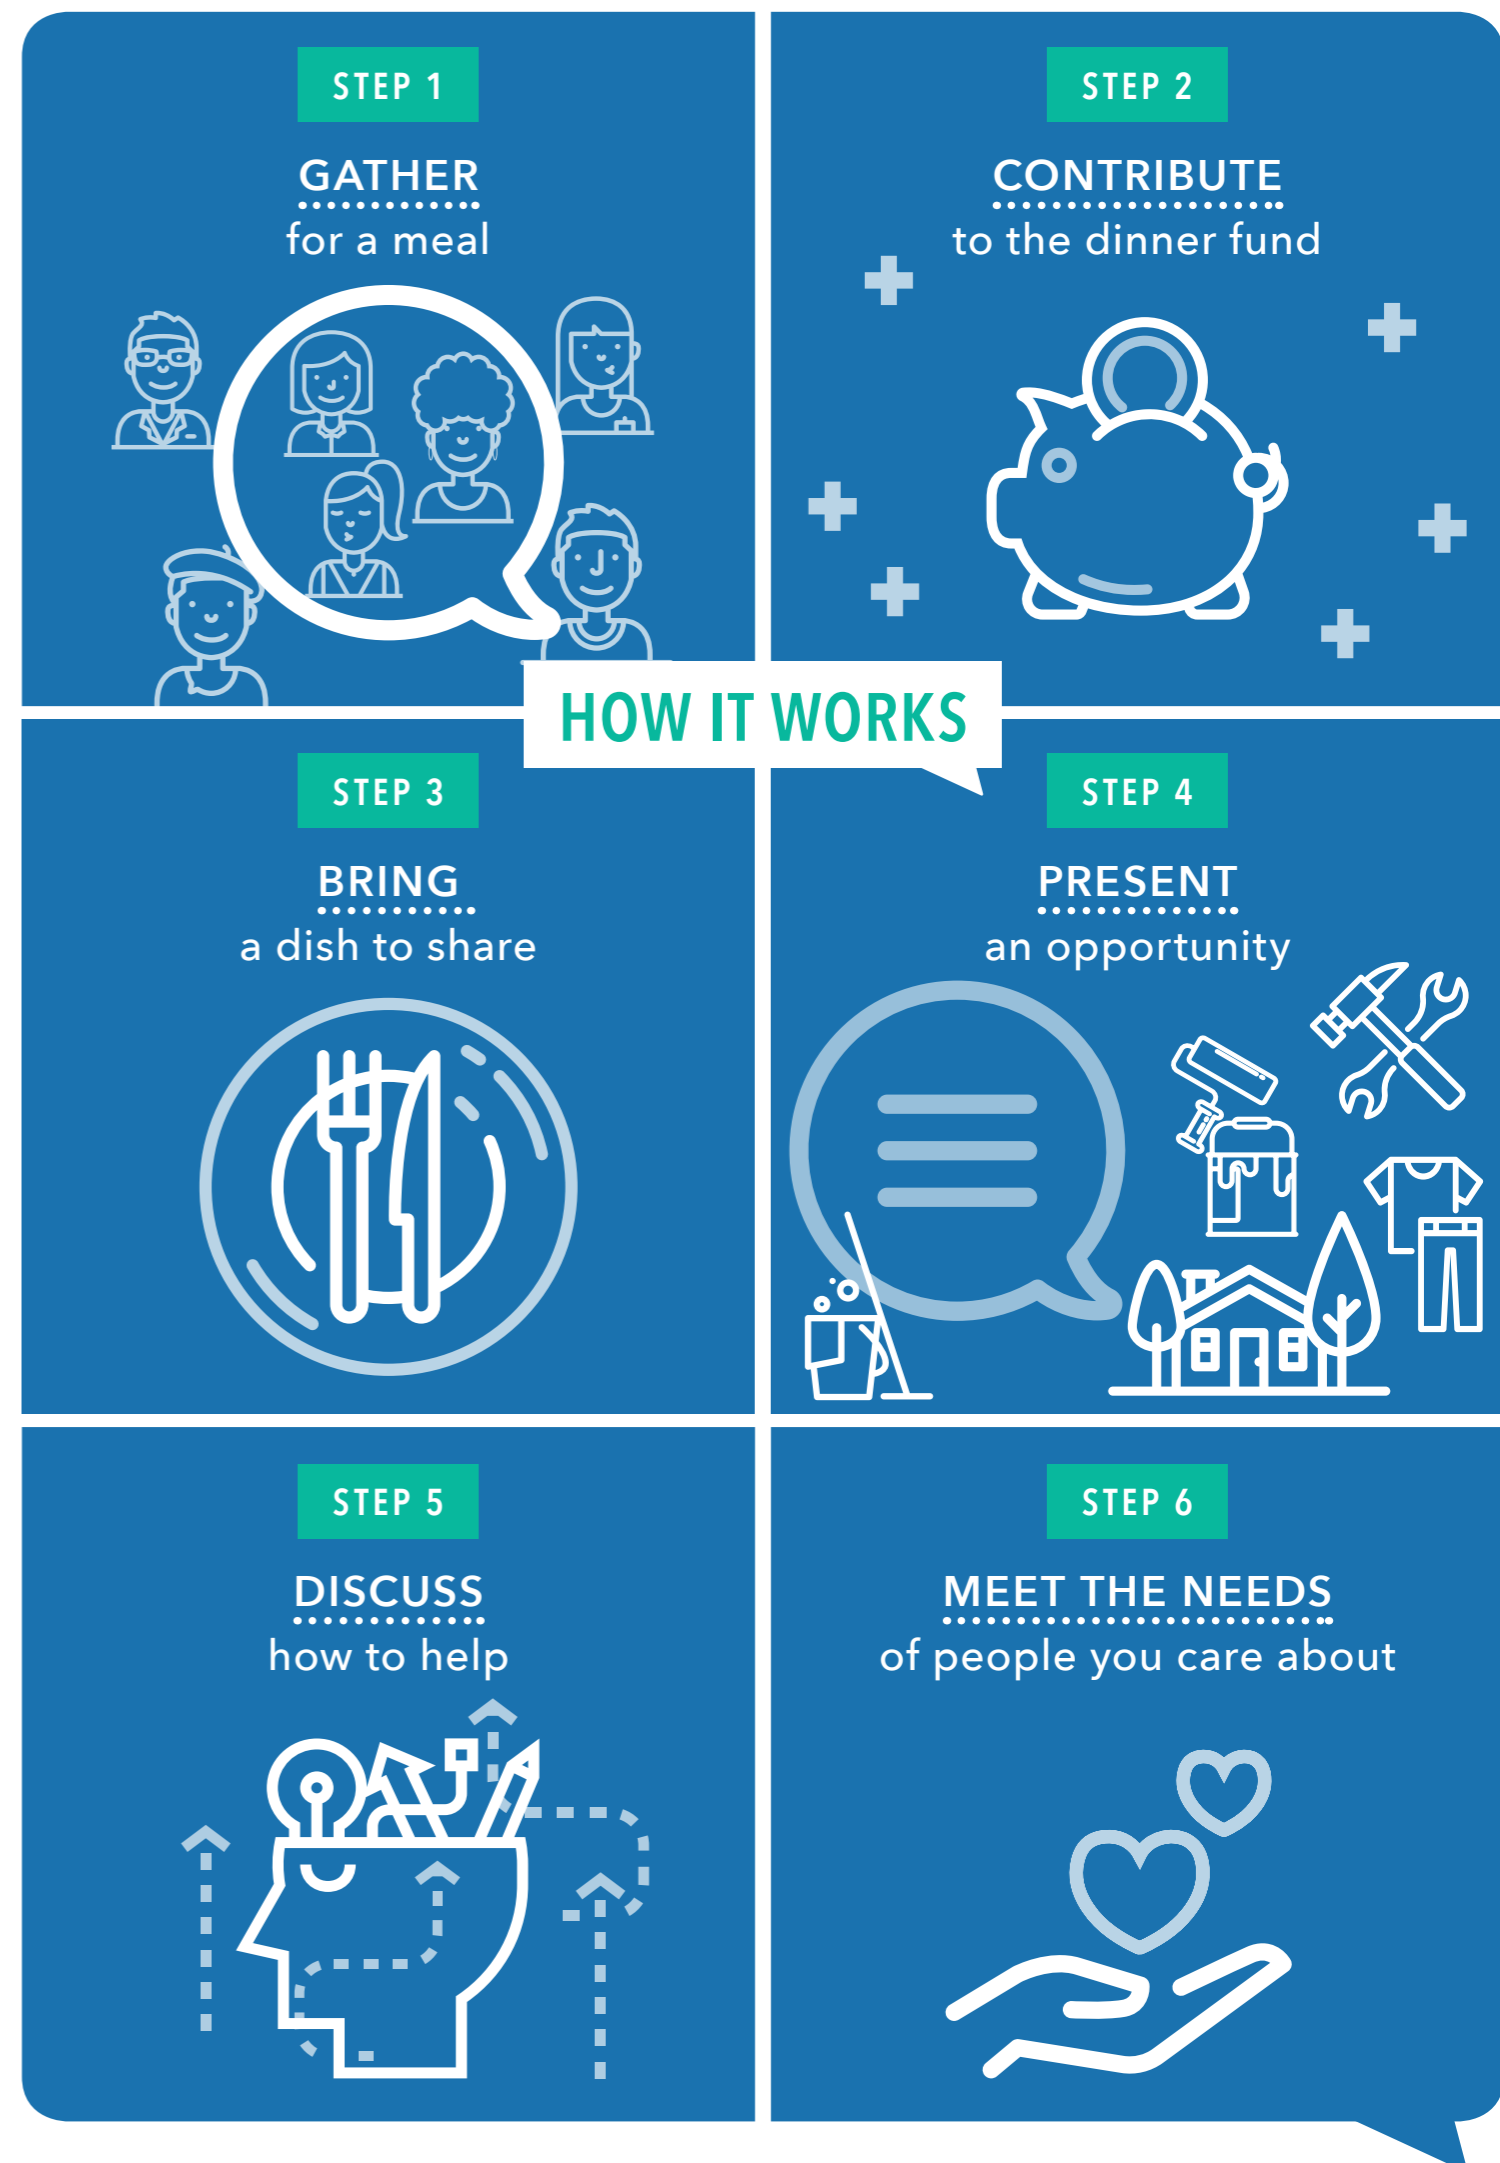 STEP 1
GATHER
for a meal
STEP 2
CONTRIBUTE
to the dinner fund
HOW IT WORKS
STEP 3
BRING
a dish to share
STEP 4
PRESENT
an opportunity
STEP 5
DISCUSS
how to help
STEP 6
MEET THE NEEDS
of people you care about